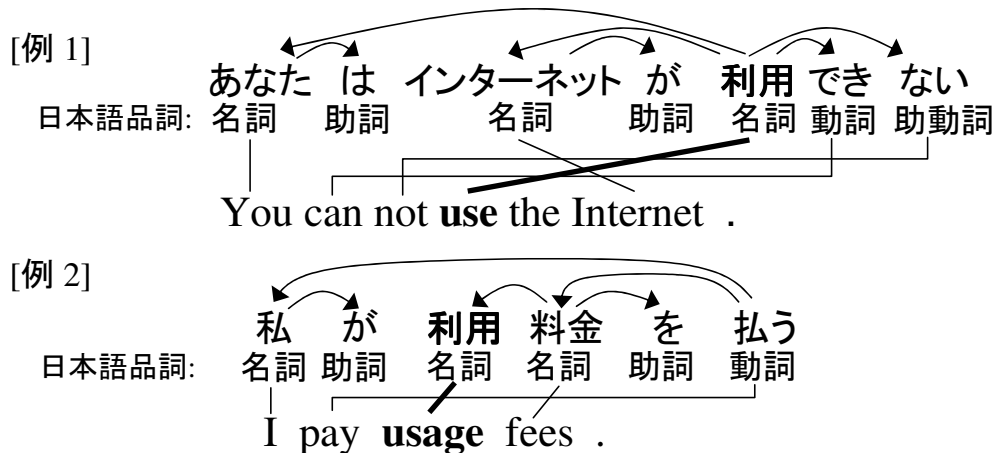 [例 1]
あなた は インターネット が 利用 でき ない
日本語品詞: 名詞 助詞 名詞 助詞 名詞 動詞 助動詞
You can not use the Internet .
[例 2]
私 が 利用 料金 を 払う
日本語品詞: 名詞 助詞 名詞 名詞 助詞 動詞
I pay usage fees .